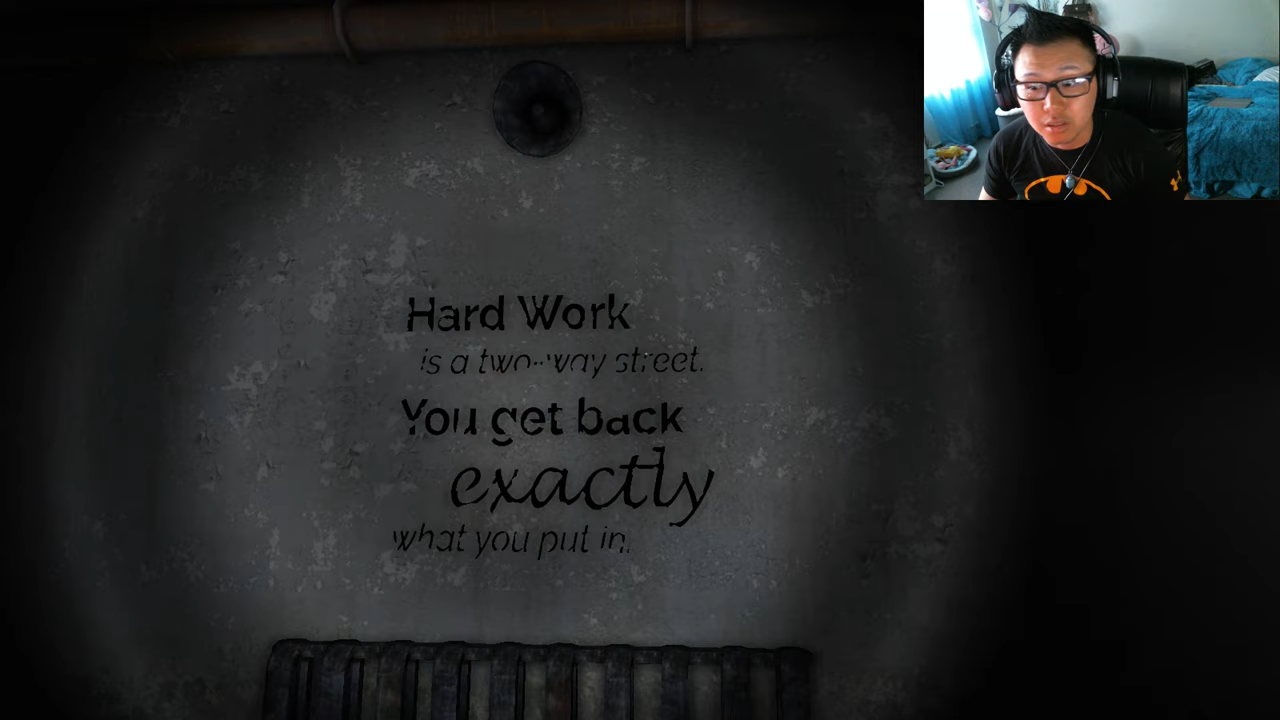 Hard Work
is a two-way street.
You get back
exactly
what you put in.